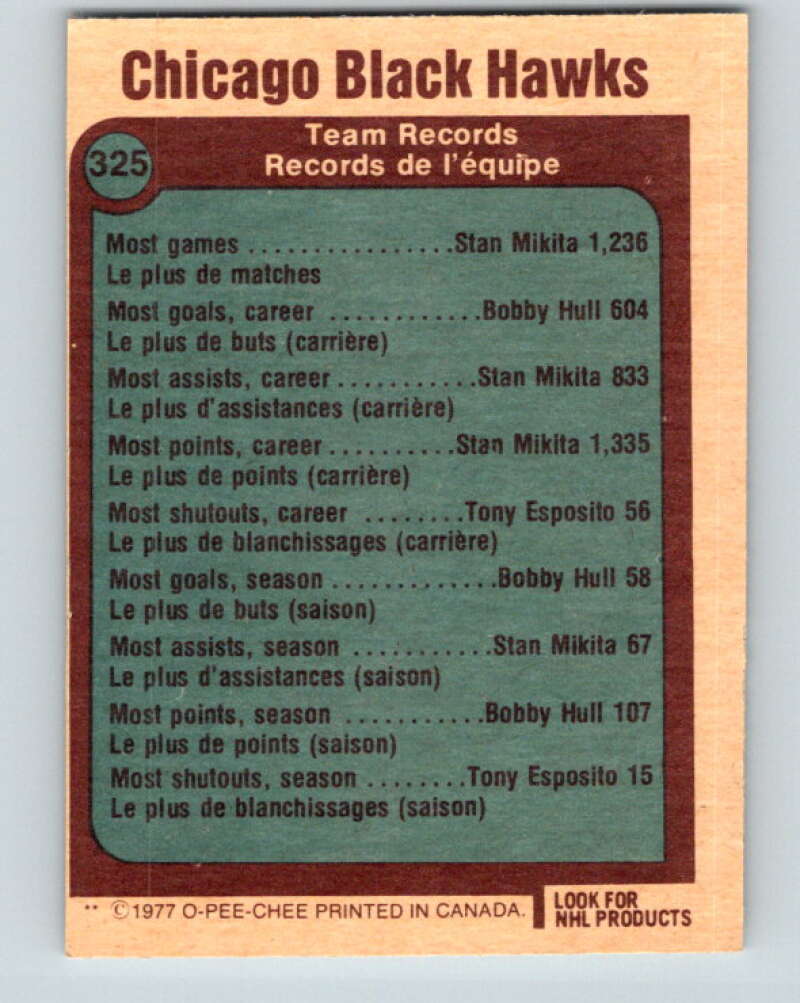 Chicago Black Hawks
325
Team Records
Records de l'équipe
Most games ................Stan Mikita 1,236
Le plus de matches
Most goals, career ............Bobby Hull 604
Le plus de buts (carrière)
Most assists, career ...........Stan Mikita 833
Le plus d'assistances (carrière)
Most points, career ..........Stan Mikita 1,335
Le plus de points (carrière)
Most shutouts, career ........Tony Esposito 56
Le plus de blanchissages (carrière)
Most goals, season .............Bobby Hull 58
Le plus de buts (saison)
Most assists, season ...........Stan Mikita 67
Le plus d'assistances (saison)
Most points, season ...........Bobby Hull 107
Le plus de points (saison)
Most shutouts, season ........Tony Esposito 15
Le plus de blanchissages (saison)
** ©1977 O-PEE-CHEE PRINTED IN CANADA.
LOOK FOR
NHL PRODUCTS